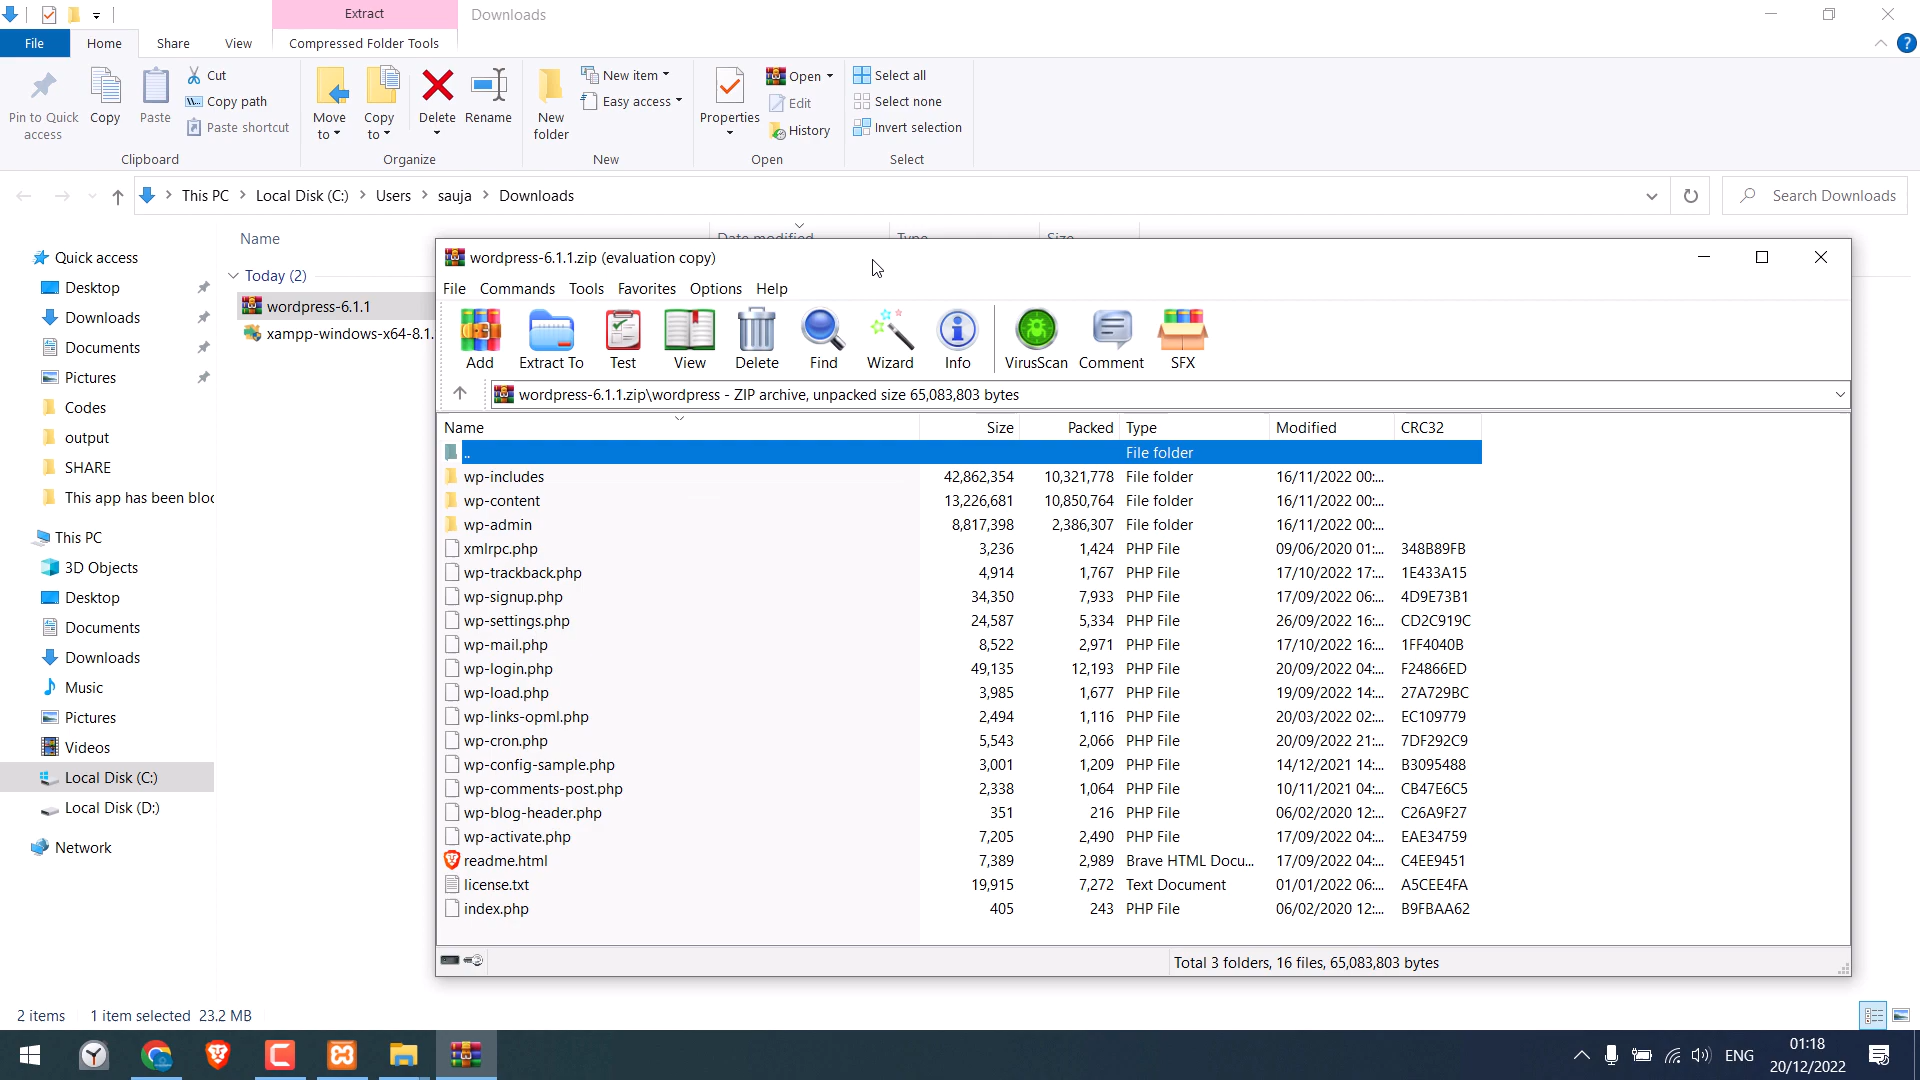 Extract
Downloads
File
Home
Share
View
Compressed Folder Tools
Pin to Quick access
Copy
Paste
Cut
Copy path
Paste shortcut
Clipboard
Move to
Copy to
Delete
Rename
Organize
New folder
New item
Easy access
New
Properties
Open
Edit
History
Open
Select all
Select none
Invert selection
Select
This PC
Local Disk (C:)
Users
sauja
Downloads
Search Downloads
Quick access
Desktop
Downloads
Documents
Pictures
Codes
output
SHARE
This app has been bloc
This PC
3D Objects
Desktop
Documents
Downloads
Music
Pictures
Videos
Local Disk (C:)
Local Disk (D:)
Network
Name
Date modified
Type
Size
Today (2)
wordpress-6.1.1
xampp-windows-x64-8.1.
wordpress-6.1.1.zip (evaluation copy)
File Commands Tools Favorites Options Help
Add
Extract To
Test
View
Delete
Find
Wizard
Info
VirusScan
Comment
SFX
wordpress-6.1.1.zip\wordpress - ZIP archive, unpacked size 65,083,803 bytes
Name Size Packed Type Modified CRC32
.. File folder
wp-includes 42,862,354 10,321,778 File folder 16/11/2022 00:...
wp-content 13,226,681 10,850,764 File folder 16/11/2022 00:...
wp-admin 8,817,398 2,386,307 File folder 16/11/2022 00:...
xmlrpc.php 3,236 1,424 PHP File 09/06/2020 01:... 348B89FB
wp-trackback.php 4,914 1,767 PHP File 17/10/2022 17:... 1E433A15
wp-signup.php 34,350 7,933 PHP File 17/09/2022 06:... 4D9E73B1
wp-settings.php 24,587 5,334 PHP File 26/09/2022 16:... CD2C919C
wp-mail.php 8,522 2,971 PHP File 17/10/2022 16:... 1FF4040B
wp-login.php 49,135 12,193 PHP File 20/09/2022 04:... F24866ED
wp-load.php 3,985 1,677 PHP File 19/09/2022 14:... 27A729BC
wp-links-opml.php 2,494 1,116 PHP File 20/03/2022 02:... EC109779
wp-cron.php 5,543 2,066 PHP File 20/09/2022 21:... 7DF292C9
wp-config-sample.php 3,001 1,209 PHP File 14/12/2021 14:... B3095488
wp-comments-post.php 2,338 1,064 PHP File 10/11/2021 04:... CB47E6C5
wp-blog-header.php 351 216 PHP File 06/02/2020 12:... C26A9F27
wp-activate.php 7,205 2,490 PHP File 17/09/2022 04:... EAE34759
readme.html 7,389 2,989 Brave HTML Docu... 17/09/2022 04:... C4EE9451
license.txt 19,915 7,272 Text Document 01/01/2022 06:... A5CEE4FA
index.php 405 243 PHP File 06/02/2020 12:... B9FBAA62
Total 3 folders, 16 files, 65,083,803 bytes
2 items 1 item selected 23.2 MB
ENG
01:18
20/12/2022